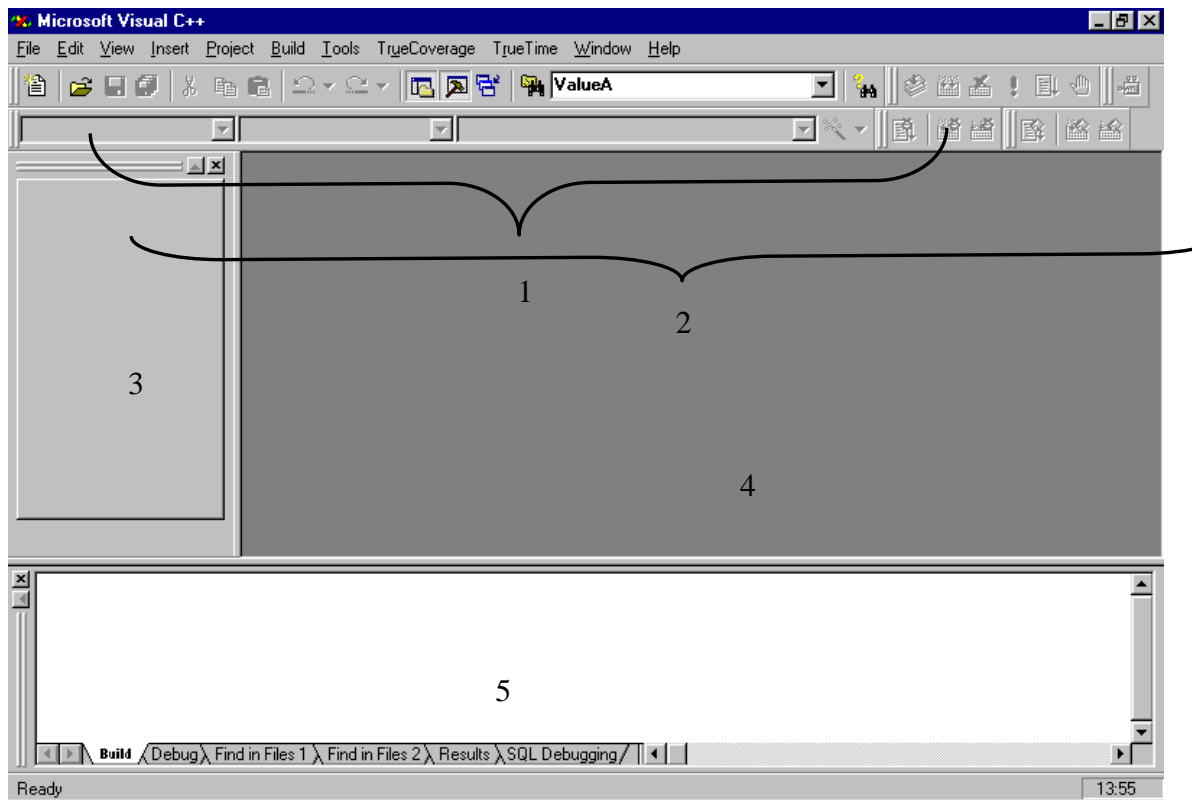 Microsoft Visual C++
File Edit View Insert Project Build Tools TrueCoverage TrueTime Window Help
ValueA
1
2
3
4
5
Build Debug Find in Files 1 Find in Files 2 Results SQL Debugging
Ready 13:55